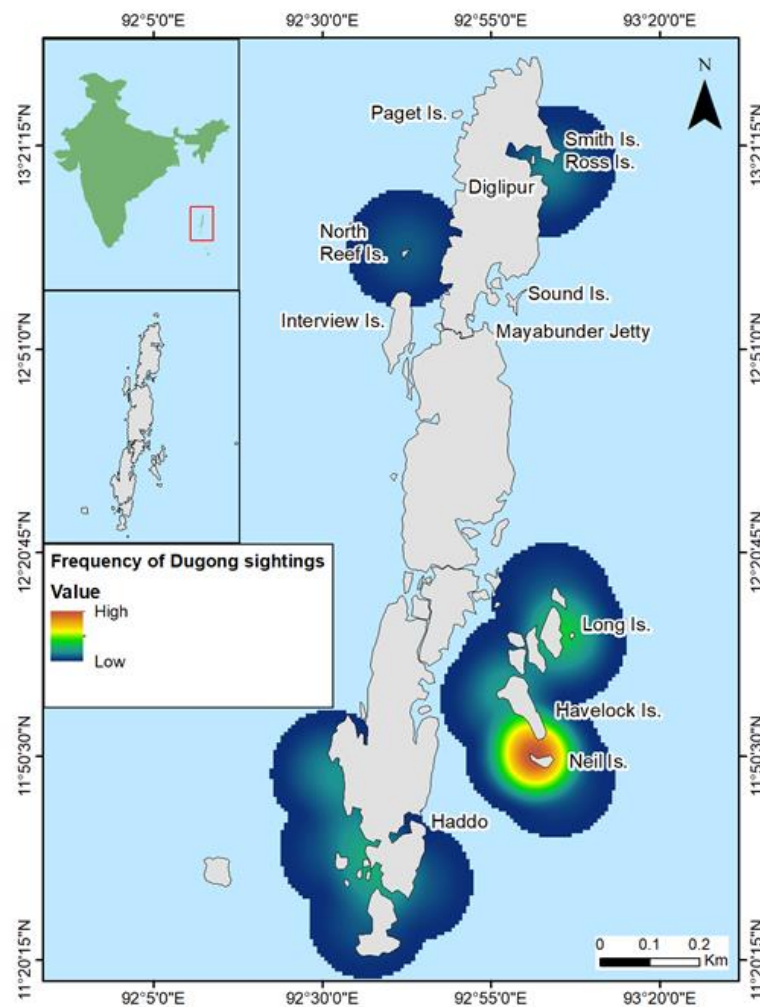 92°5'0"E
92°30'0"E
92°55'0"E
93°20'0"E
N
13°21'15"N
13°21'15"N
Paget Is.
Smith Is.
Ross Is.
Diglipur
North
Reef Is.
Sound Is.
Interview Is.
Mayabunder Jetty
12°51'0"N
12°51'0"N
12°20'45"N
12°20'45"N
Frequency of Dugong sightings
Value
High
Low
Long Is.
Havelock Is.
Neil Is.
11°50'30"N
11°50'30"N
Haddo
0 0.1 0.2
Km
11°20'15"N
11°20'15"N
92°5'0"E
92°30'0"E
92°55'0"E
93°20'0"E